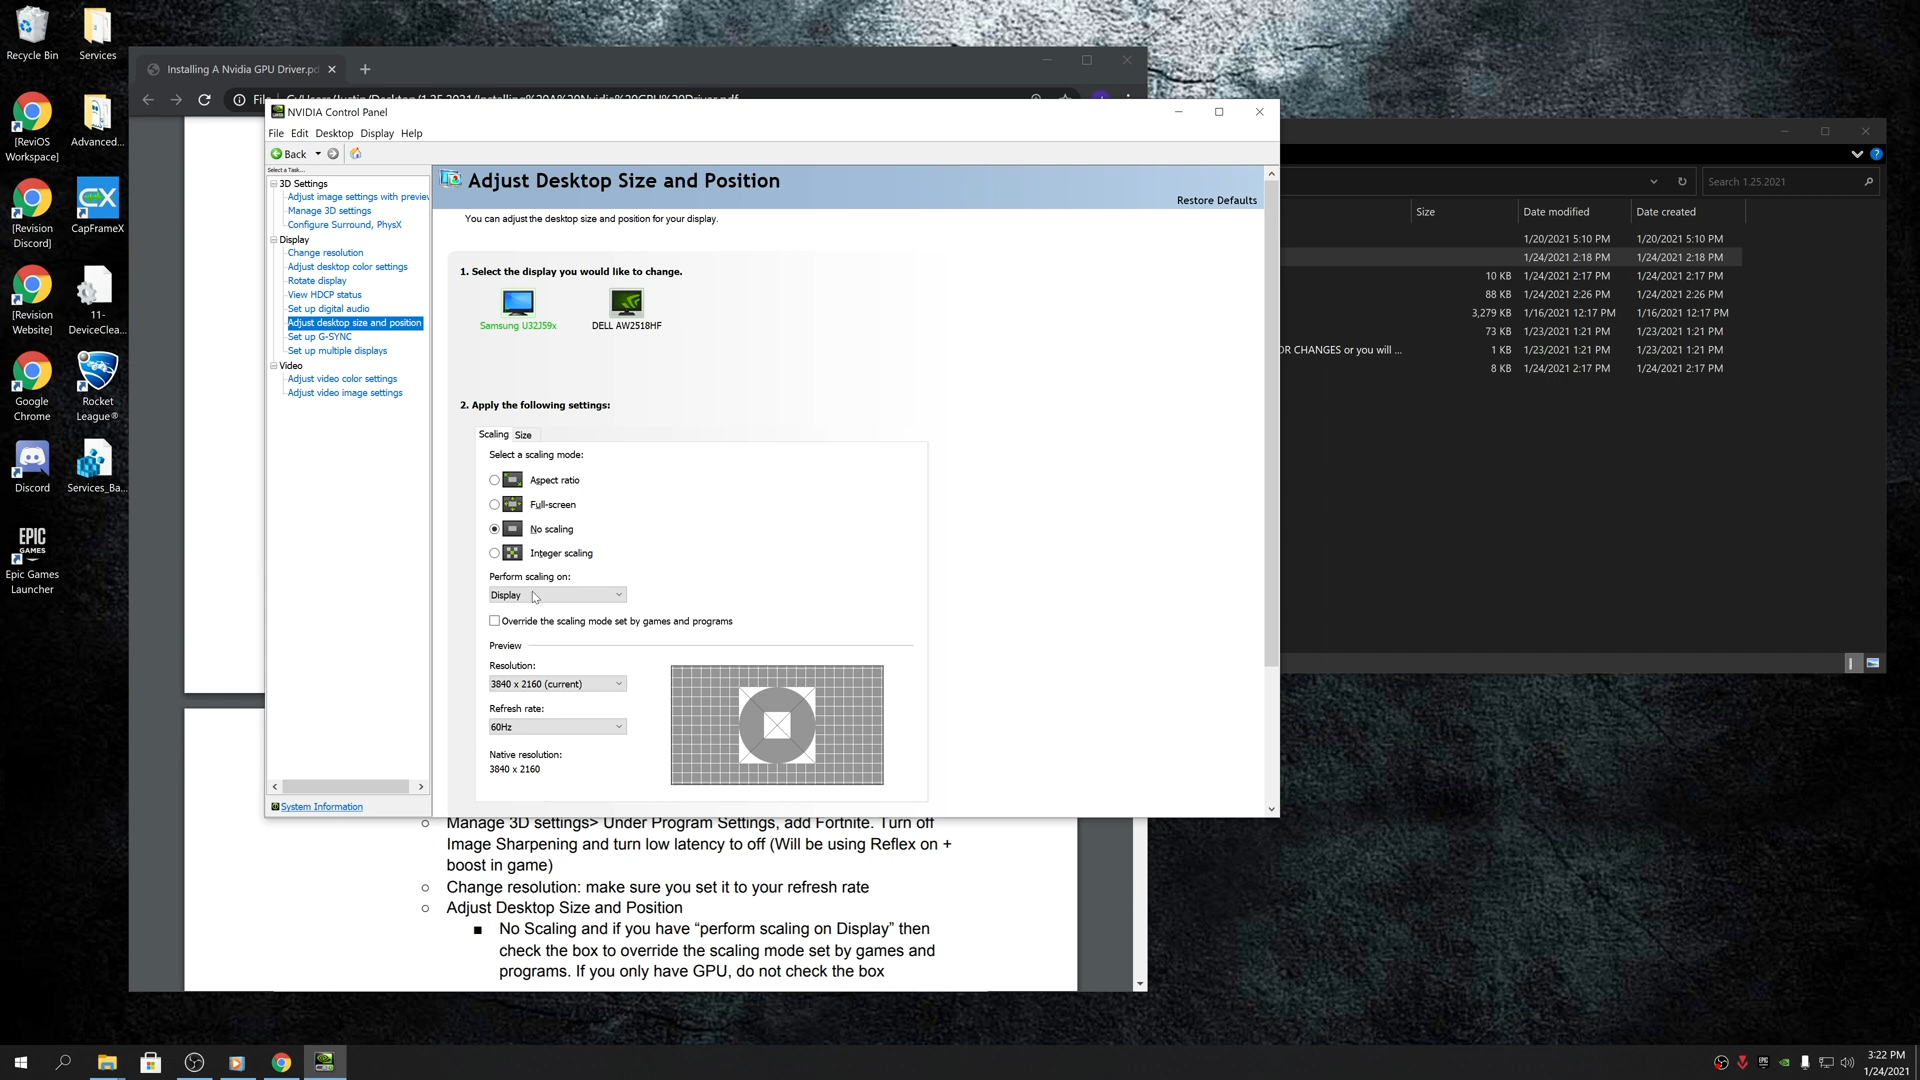 Recycle Bin
Services
[ReviOS Workspace]
Advanced...
[Revision Discord]
CapFrameX
[Revision Website]
11-DeviceClea...
Google Chrome
Rocket League®
Discord
Services_Ba...
EPIC GAMES
Epic Games Launcher
Installing A Nvidia GPU Driver.pd
File
C:/Users/Justin/Desktop/1.25.2021/Installing%20A%20Nvidia%20GPU%20Driver.pdf
NVIDIA Control Panel
File Edit Desktop Display Help
Back
Select a Task...
3D Settings
Adjust image settings with preview
Manage 3D settings
Configure Surround, PhysX
Display
Change resolution
Adjust desktop color settings
Rotate display
View HDCP status
Set up digital audio
Adjust desktop size and position
Set up G-SYNC
Set up multiple displays
Video
Adjust video color settings
Adjust video image settings
System Information
Adjust Desktop Size and Position
Restore Defaults
You can adjust the desktop size and position for your display.
1. Select the display you would like to change.
Samsung U32J59x
DELL AW2518HF
2. Apply the following settings:
Scaling Size
Select a scaling mode:
Aspect ratio
Full-screen
No scaling
Integer scaling
Perform scaling on:
Display
Override the scaling mode set by games and programs
Preview
Resolution:
3840 x 2160 (current)
Refresh rate:
60Hz
Native resolution:
3840 x 2160
Manage 3D settings> Under Program Settings, add Fortnite. Turn off
Image Sharpening and turn low latency to off (Will be using Reflex on +
boost in game)
Change resolution: make sure you set it to your refresh rate
Adjust Desktop Size and Position
No Scaling and if you have “perform scaling on Display” then
check the box to override the scaling mode set by games and
programs. If you only have GPU, do not check the box
Search 1.25.2021
Size Date modified Date created
1/20/2021 5:10 PM 1/20/2021 5:10 PM
1/24/2021 2:18 PM 1/24/2021 2:18 PM
10 KB 1/24/2021 2:17 PM 1/24/2021 2:17 PM
88 KB 1/24/2021 2:26 PM 1/24/2021 2:26 PM
3,279 KB 1/16/2021 12:17 PM 1/16/2021 12:17 PM
73 KB 1/23/2021 1:21 PM 1/23/2021 1:21 PM
OR CHANGES or you will ... 1 KB 1/23/2021 1:21 PM 1/23/2021 1:21 PM
8 KB 1/24/2021 2:17 PM 1/24/2021 2:17 PM
3:22 PM
1/24/2021